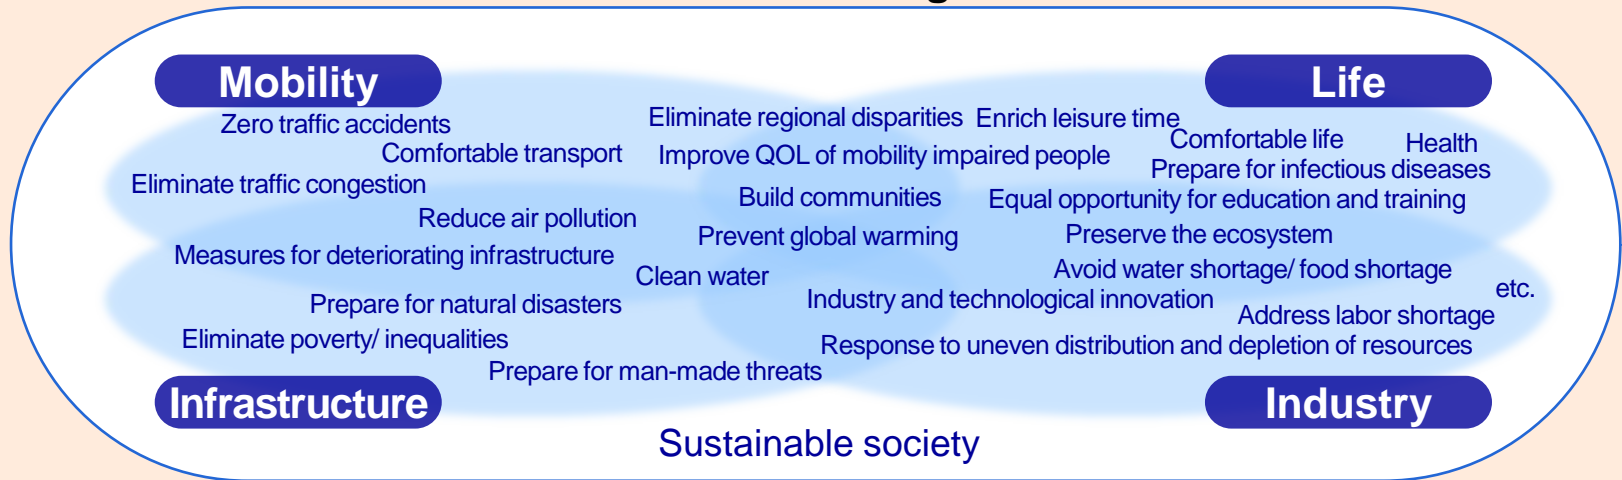 Mobility
Life
Eliminate regional disparities
Enrich leisure time
Zero traffic accidents
Comfortable life
Health
Comfortable transport
Improve QOL of mobility impaired people
Prepare for infectious diseases
Eliminate traffic congestion
Build communities
Equal opportunity for education and training
Reduce air pollution
Prevent global warming
Preserve the ecosystem
Measures for deteriorating infrastructure
Clean water
Avoid water shortage/ food shortage
etc.
Prepare for natural disasters
Industry and technological innovation
Address labor shortage
Eliminate poverty/ inequalities
Response to uneven distribution and depletion of resources
Prepare for man-made threats
Infrastructure
Industry
Sustainable society